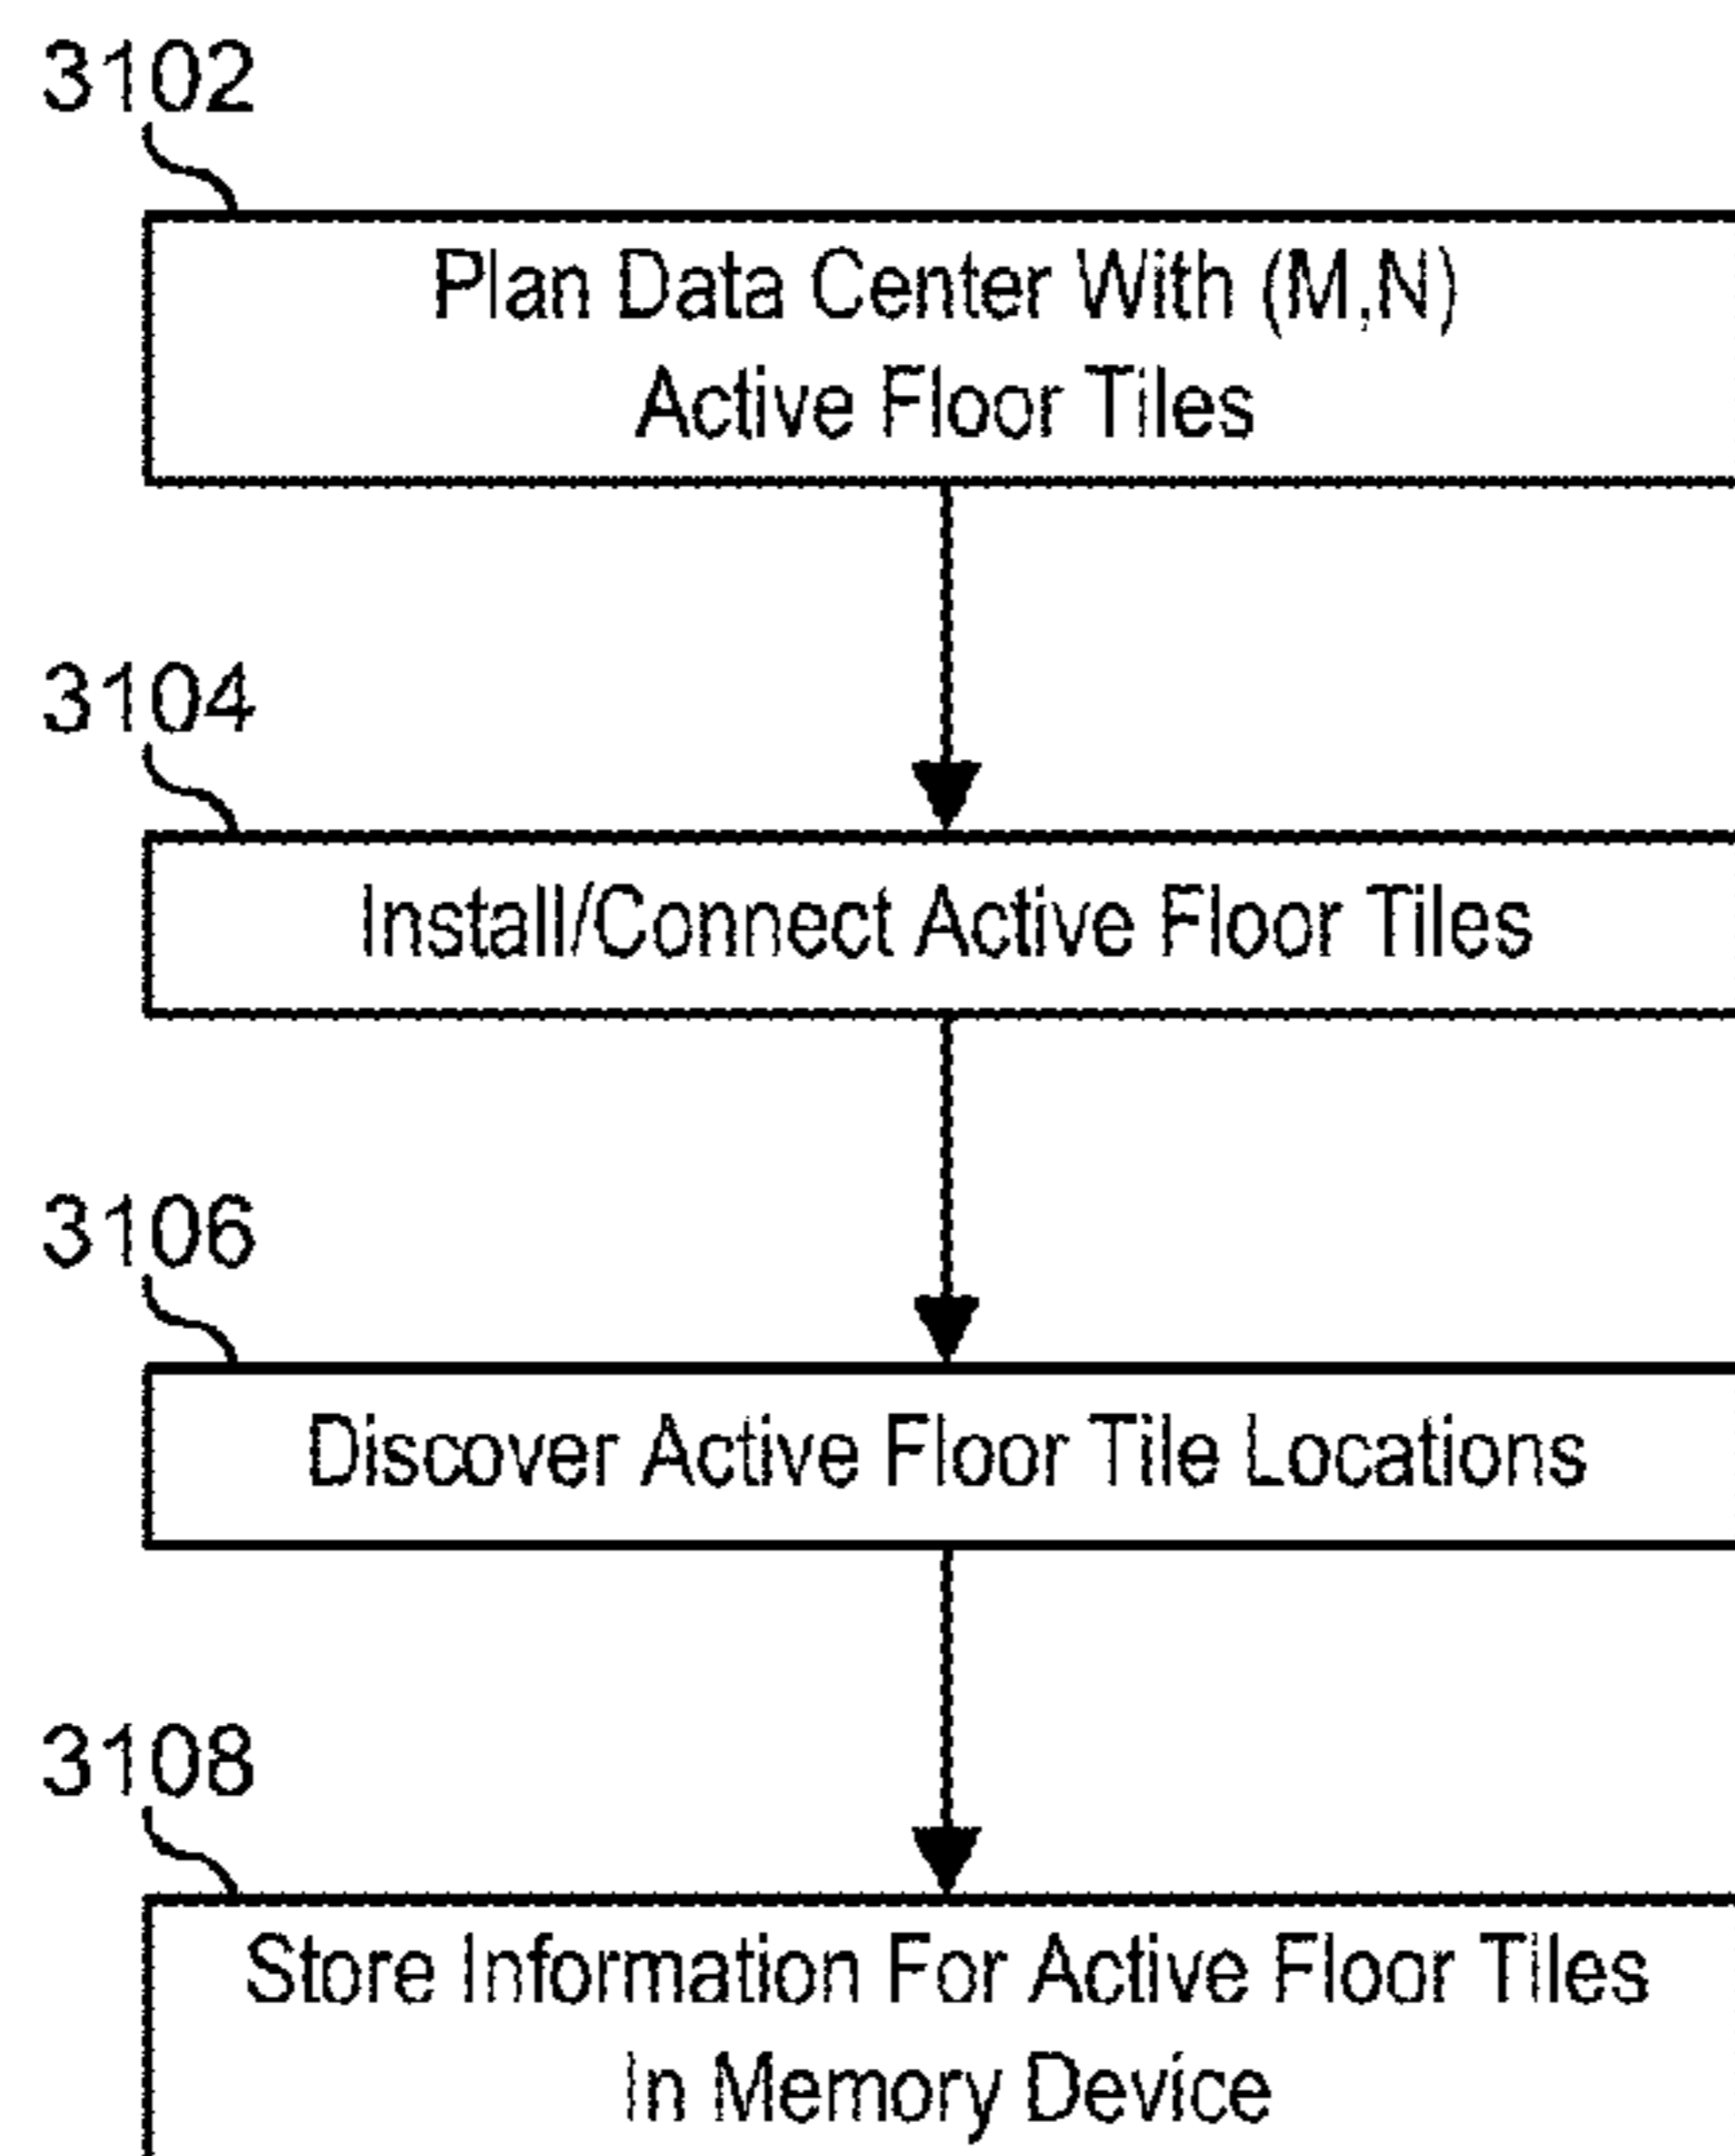 3102
Plan Data Center With (M,N)
Active Floor Tiles
3104
Install/Connect Active Floor Tiles
3106
Discover Active Floor Tile Locations
3108
Store Information For Active Floor Tiles
In Memory Device